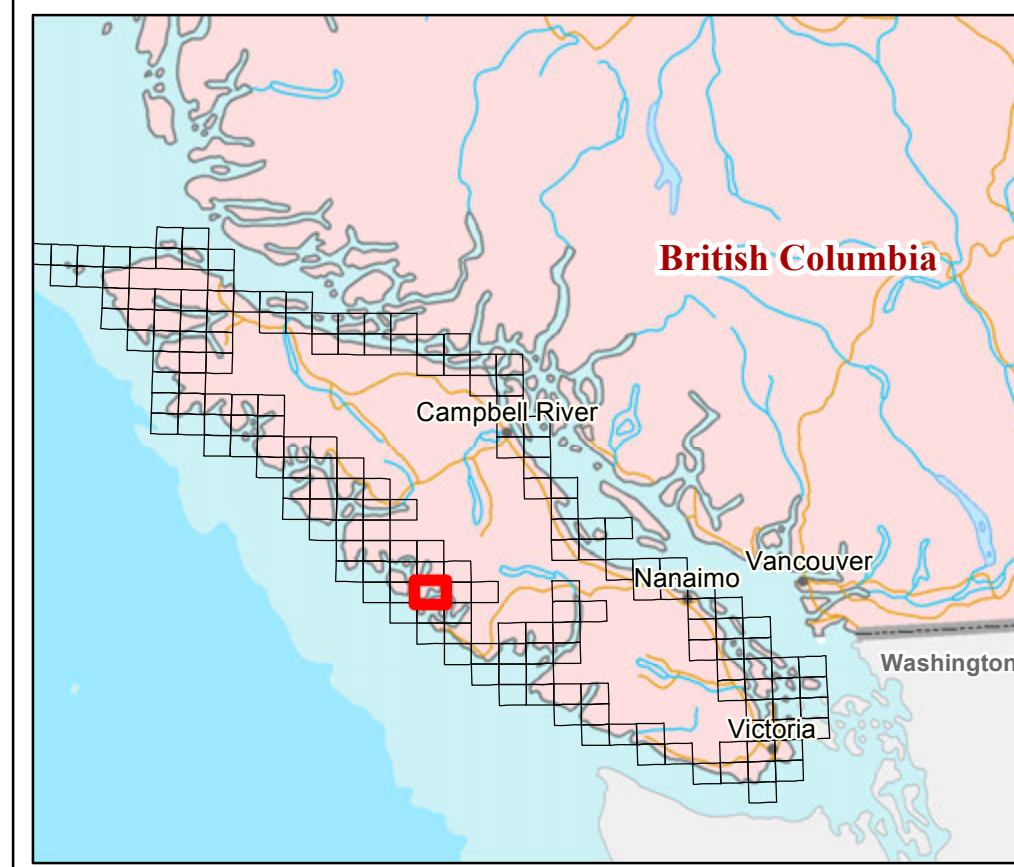 British Columbia
Campbell River
Vancouver
Nanaimo
Washington
Victoria